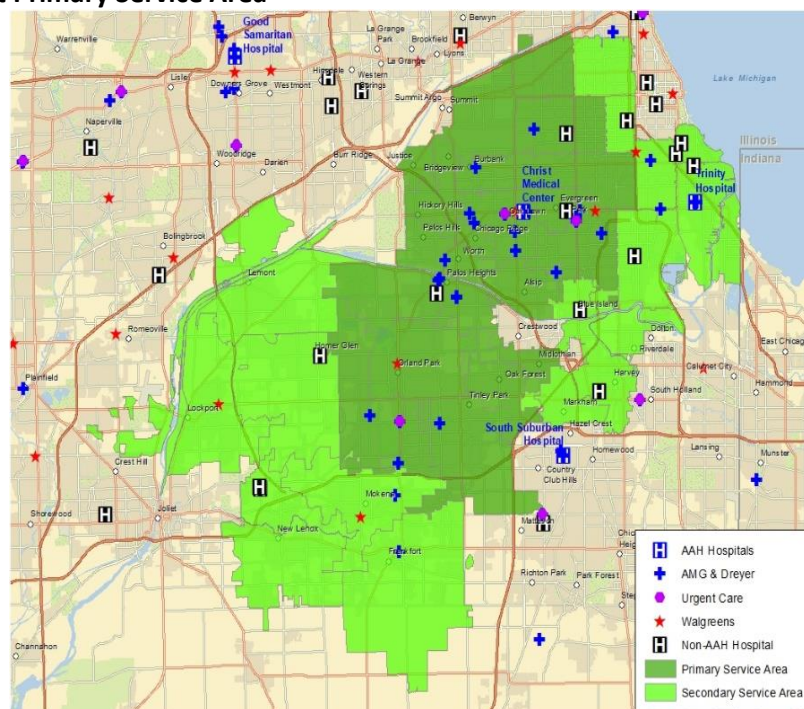 Primary Service Area
Berwyn
La Grange
Park
Brookfield
Good
Samaritan
Hospital
Warrenville
Lyons
La Grange
Lisle
Downers Grove
Westmont
Western
Springs
Summit Argo
Summit
Lake Michigan
Naperville
Illinois
Indiana
Woodridge
Darien
Burr Ridge
Justice
Bridgeview
Burbank
Christ
Medical
Center
Trinity
Hospital
Hickory Hills
Evergreen
Park
Palos Hills
Chicago Ridge
Bolingbrook
Worth
Lemont
Palos Heights
Alsip
Blue Island
Romeoville
Crestwood
Dolton
Homer Glen
Midlothian
Riverdale
East Chicago
Orland Park
Oak Forest
Calumet City
Plainfield
Harvey
Hammond
Tinley Park
Markham
South Holland
Lockport
South Suburban
Hospital
Hazel Crest
Crest Hill
Homewood
Lansing
Munster
Country
Club Hills
Mokena
Shorewood
Joliet
New Lenox
Frankfort
Richton Park
Park Forest
Channahon
AAH Hospitals
AMG & Dreyer
Urgent Care
Walgreens
Non-AAH Hospital
Primary Service Area
Secondary Service Area